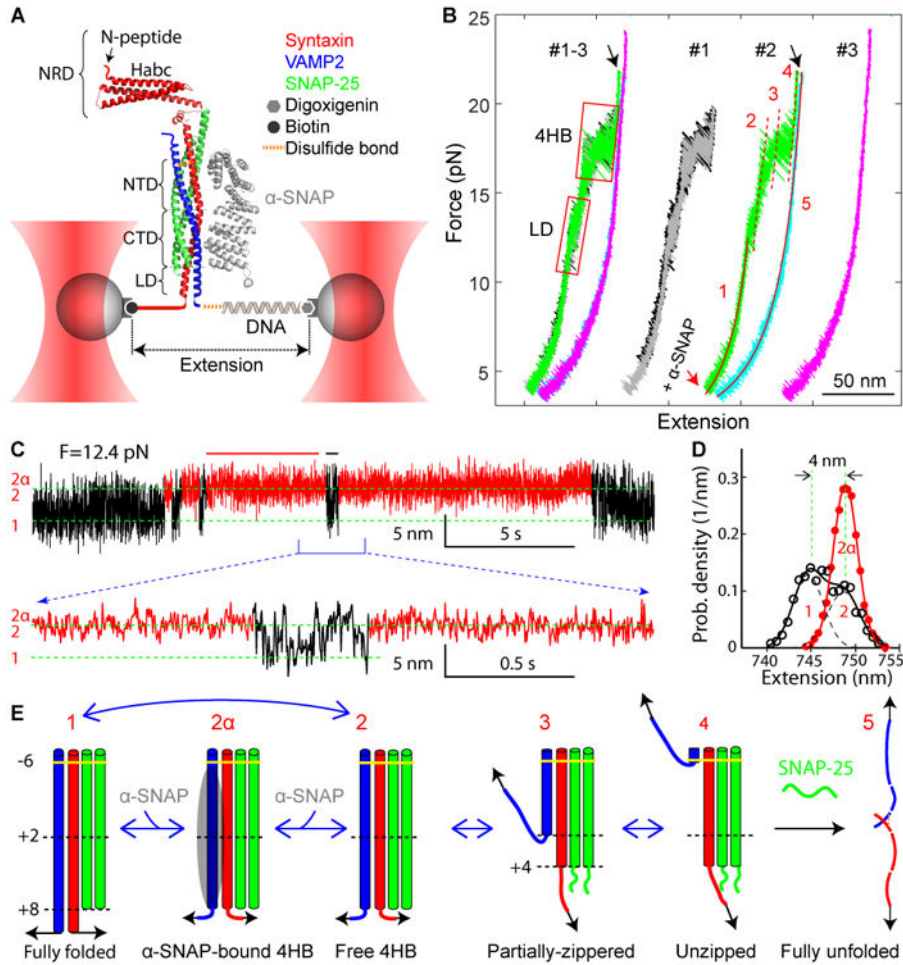 A
N-peptide
NRD
Habc
Syntaxin
VAMP2
SNAP-25
Digoxigenin
Biotin
Disulfide bond
NTD
α-SNAP
CTD
LD
DNA
Extension
B
#1-3
#1
#2
#3
4HB
LD
+ α-SNAP
1
2
3
4
5
Force (pN)
25
20
15
10
5
50 nm
Extension
C
F=12.4 pN
2α
2
1
5 nm
5 s
2α
2
1
5 nm
0.5 s
D
4 nm
Prob. density (1/nm)
0.3
0.2
0.1
0
2α
1
2
740
745
750
755
Extension (nm)
E
1
2α
2
3
4
5
-6
α-SNAP
α-SNAP
SNAP-25
+2
+4
+8
Fully folded
α-SNAP-bound 4HB
Free 4HB
Partially-zippered
Unzipped
Fully unfolded